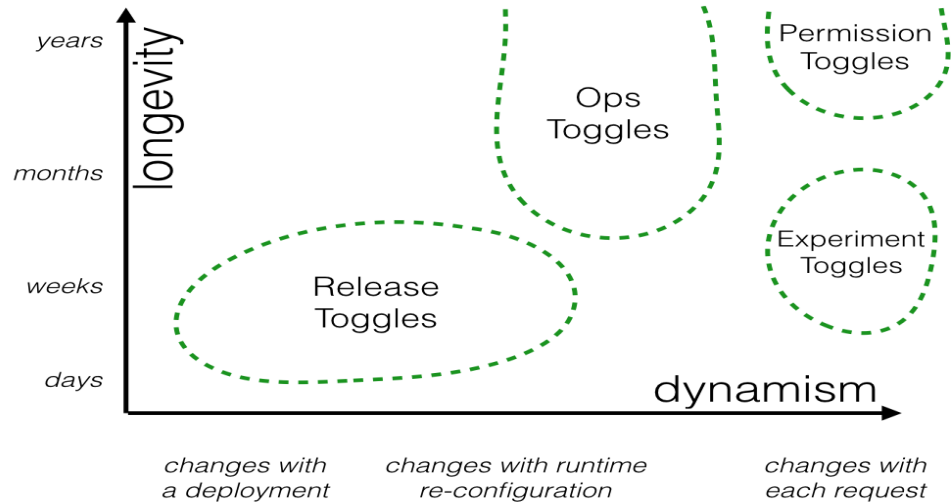 years
longevity
months
weeks
days
Ops
Toggles
Permission
Toggles
Experiment
Toggles
Release
Toggles
dynamism
changes with
a deployment
changes with runtime
re-configuration
changes with
each request